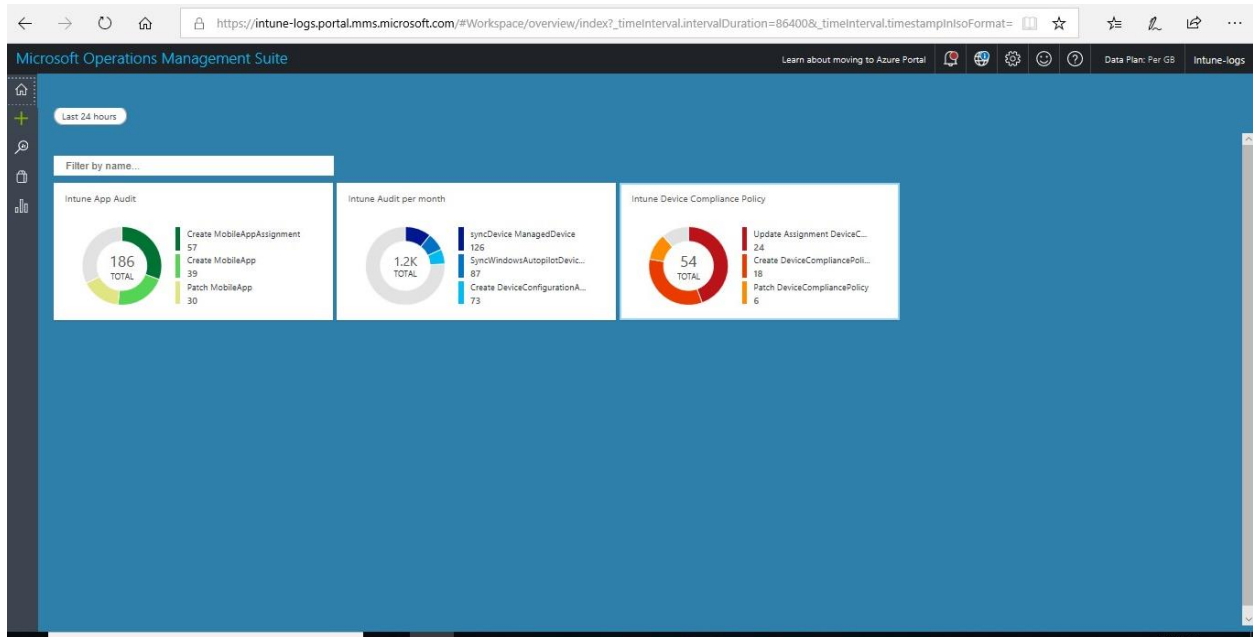 https://intune-logs.portal.mms.microsoft.com/#Workspace/overview/index?_timeInterval.intervalDuration=86400&_timeInterval.timestampInIsoFormat=
Microsoft Operations Management Suite
Learn about moving to Azure Portal
Data Plan: Per GB
Intune-logs
Last 24 hours
Filter by name...
Intune App Audit
186
TOTAL
Create MobileAppAssignment
57
Create MobileApp
39
Patch MobileApp
30
Intune Audit per month
1.2K
TOTAL
syncDevice ManagedDevice
126
SyncWindowsAutopilotDevic...
87
Create DeviceConfigurationA...
73
Intune Device Compliance Policy
54
TOTAL
Update Assignment DeviceC...
24
Create DeviceCompliancePoli...
18
Patch DeviceCompliancePolicy
6